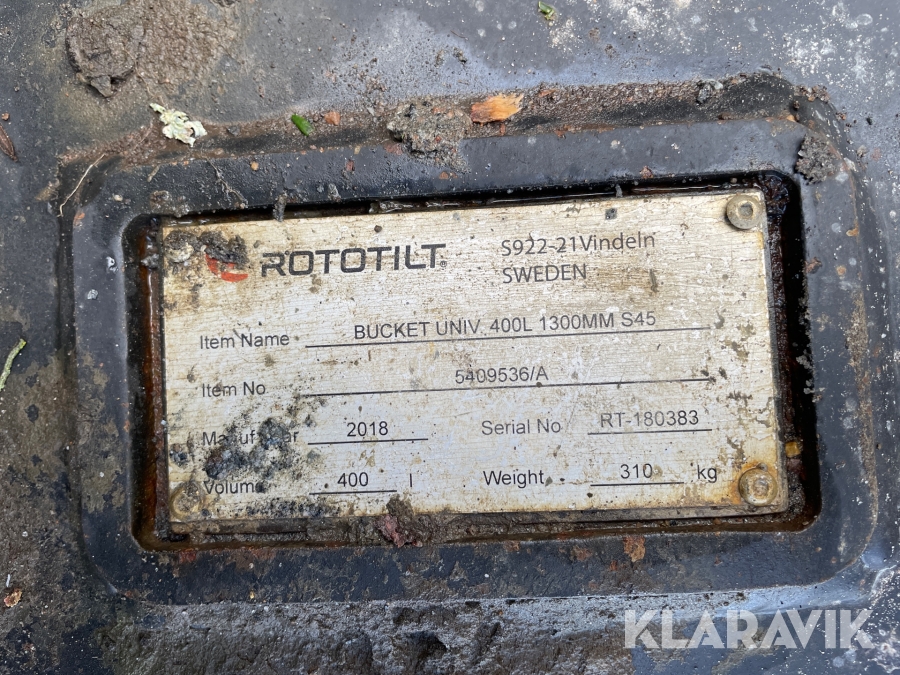 ROTOTILT®
S922-21Vindeln
SWEDEN
Item Name BUCKET UNIV. 400L 1300MM S45
Item No 5409536/A
2018 Serial No RT-180383
Volume 400 l Weight 310 kg
KLARAVIK